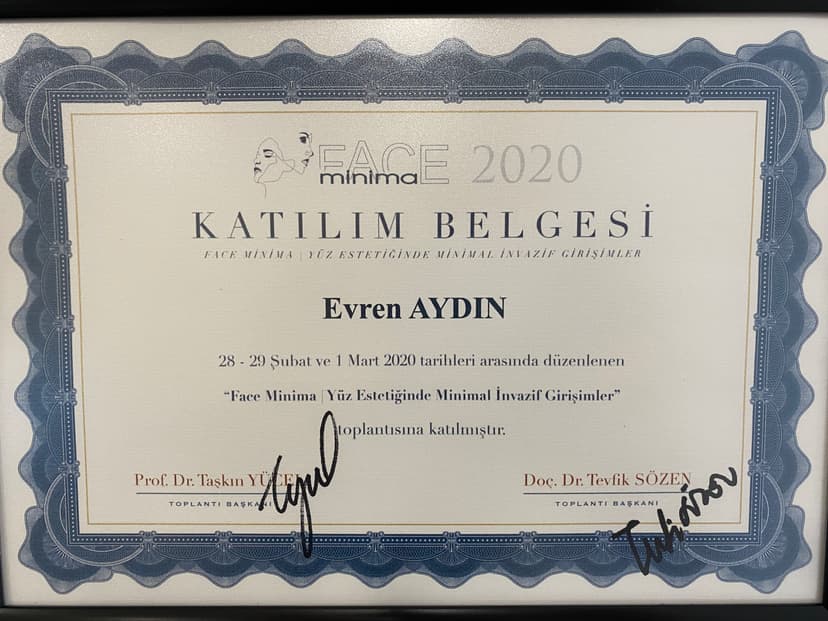 FACE 2020
minima
KATILIM BELGESİ
FACE MİNİMA | YÜZ ESTETİĞİNDE MİNİMAL İNVAZİF GİRİŞİMLER
Evren AYDIN
28 - 29 Şubat ve 1 Mart 2020 tarihleri arasında düzenlenen
“Face Minima | Yüz Estetiğinde Minimal İnvazif Girişimler”
toplantısına katılmıştır.
Prof. Dr. Taşkın YÜCEL Doç. Dr. Tevfik SÖZEN
TOPLANTI BAŞKANI TOPLANTI BAŞKANI